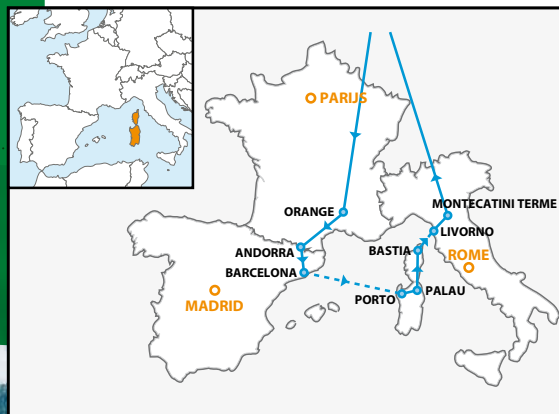 PARIJS
ORANGE
MONTECATINI TERME
LIVORNO
ANDORRA
BASTIA
ROME
BARCELONA
PORTO
PALAU
MADRID